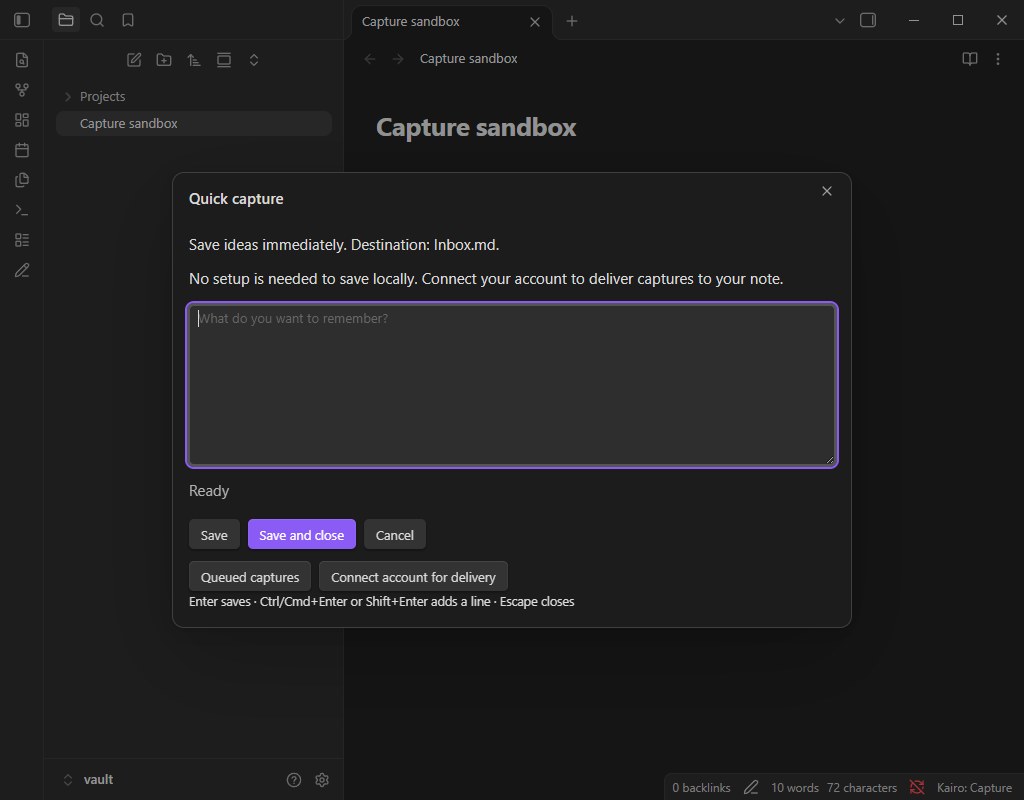 Capture sandbox
Capture sandbox
Projects
Capture sandbox
Capture sandbox
Quick capture
Save ideas immediately. Destination: Inbox.md.
No setup is needed to save locally. Connect your account to deliver captures to your note.
What do you want to remember?
Ready
Save
Save and close
Cancel
Queued captures
Connect account for delivery
Enter saves · Ctrl/Cmd+Enter or Shift+Enter adds a line · Escape closes
vault
0 backlinks
10 words
72 characters
Kairo: Capture